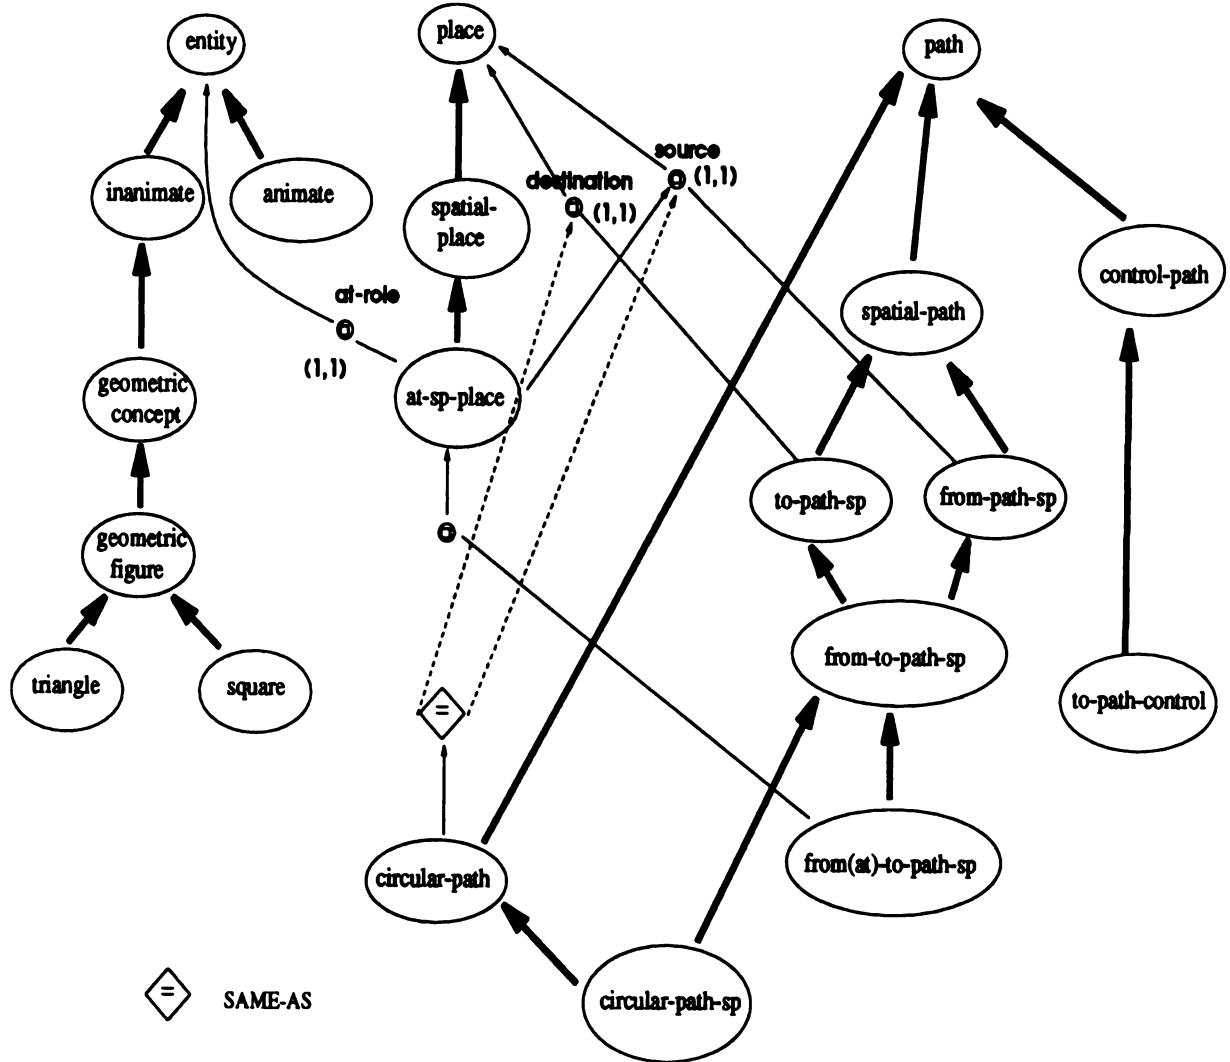 entity
place
path
source
(1,1)
destination
(1,1)
inanimate
animate
spatial-
place
control-path
at-role
(1,1)
spatial-path
geometric
concept
at-sp-place
to-path-sp
from-path-sp
geometric
figure
from-to-path-sp
triangle
square
=
to-path-control
circular-path
from(at)-to-path-sp
=
SAME-AS
circular-path-sp